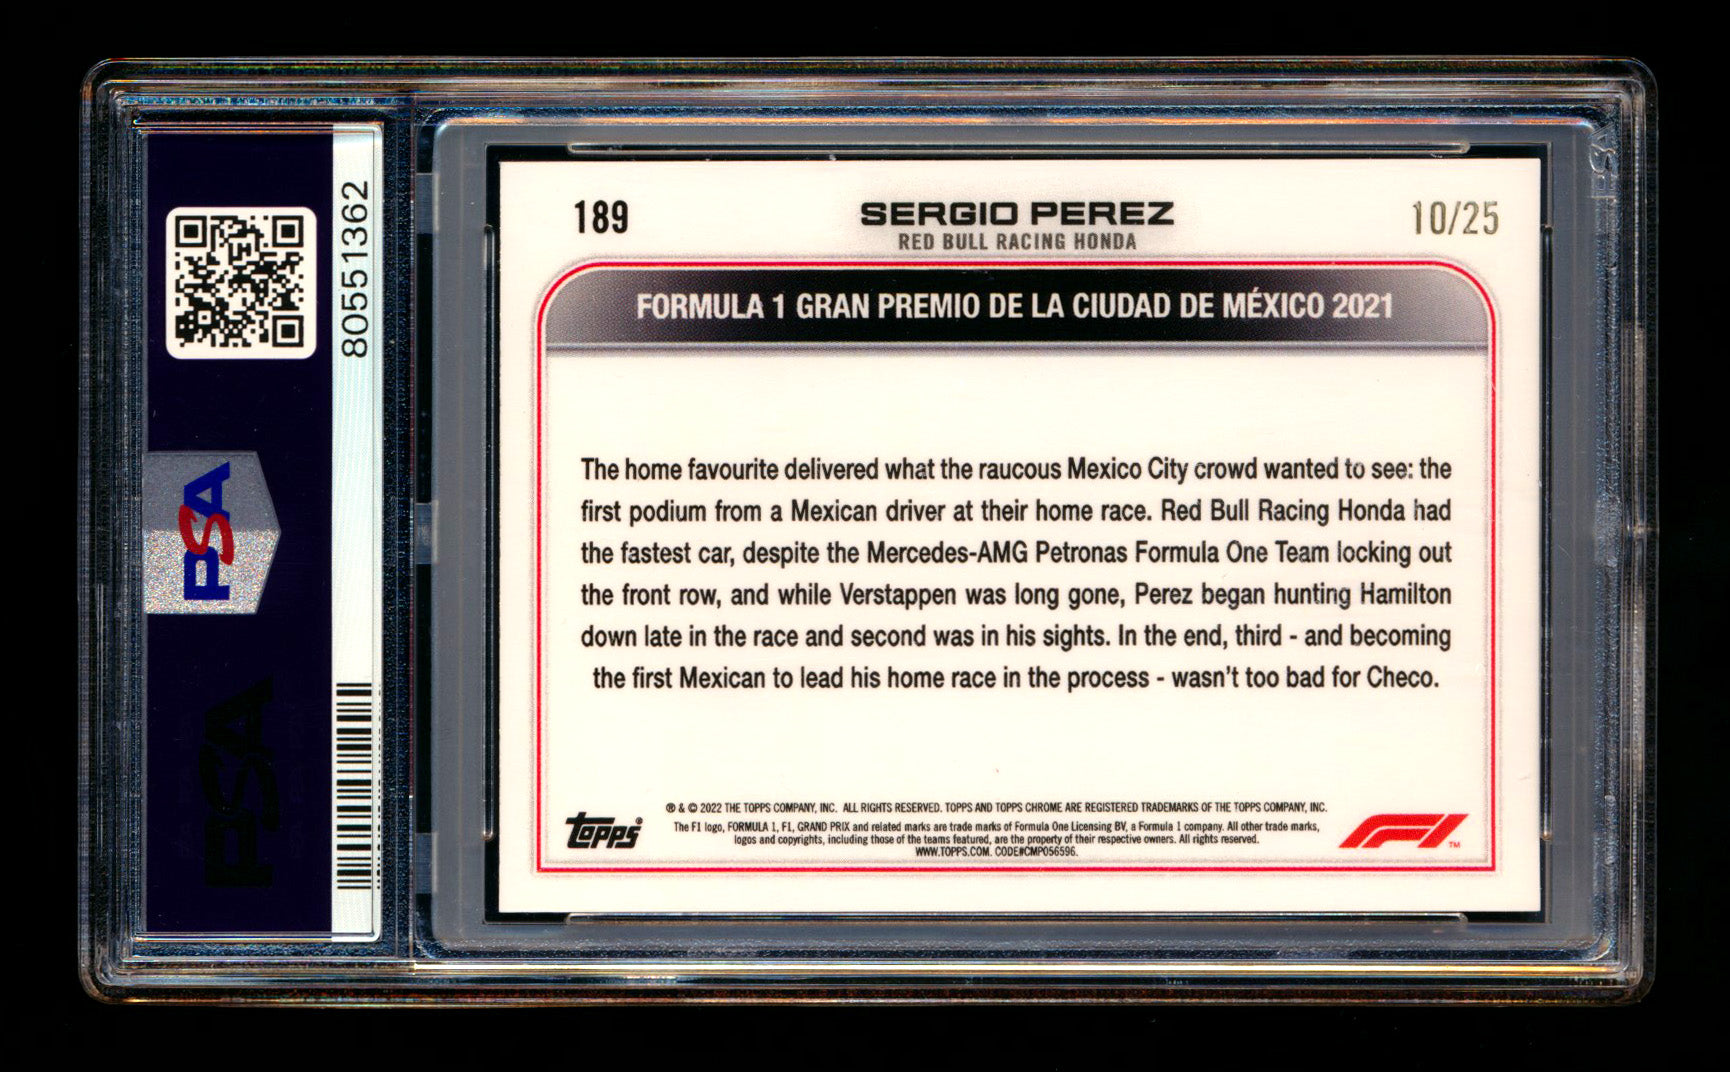 189
SERGIO PEREZ
10/25
RED BULL RACING HONDA
FORMULA 1 GRAN PREMIO DE LA CIUDAD DE MÉXICO 2021
The home favourite delivered what the raucous Mexico City crowd wanted to see: the
first podium from a Mexican driver at their home race. Red Bull Racing Honda had
the fastest car, despite the Mercedes-AMG Petronas Formula One Team locking out
the front row, and while Verstappen was long gone, Perez began hunting Hamilton
down late in the race and second was in his sights. In the end, third - and becoming
the first Mexican to lead his home race in the process - wasn't too bad for Checo.
® & © 2022 THE TOPPS COMPANY, INC. ALL RIGHTS RESERVED. TOPPS AND TOPPS CHROME ARE REGISTERED TRADEMARKS OF THE TOPPS COMPANY, INC.
The F1 logo, FORMULA 1, F1, GRAND PRIX and related marks are trade marks of Formula One Licensing BV, a Formula 1 company. All other trade marks,
logos and copyrights, including those of the teams featured, are the property of their respective owners. All rights reserved.
WWW.TOPPS.COM. CODE#CMP056596.
Topps®
F1™
80551362
PSA
PSA
PSA